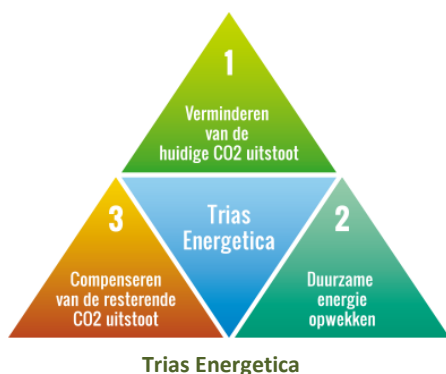 1
Verminderen
van de
huidige CO2 uitstoot
Trias
Energetica
3
Compenseren
van de resterende
CO2 uitstoot
2
Duurzame
energie
opwekken
Trias Energetica